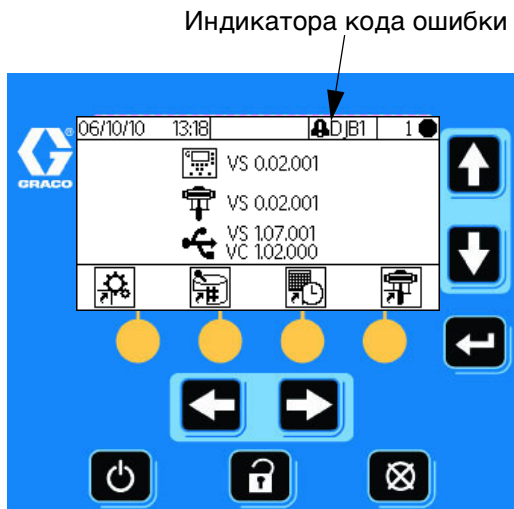 Индикатора кода ошибки
06/10/10 13:18 DJB1 1
GRACO
VS 0.02.001
VS 0.02.001
VS 1.07.001
VC 1.02.000
#